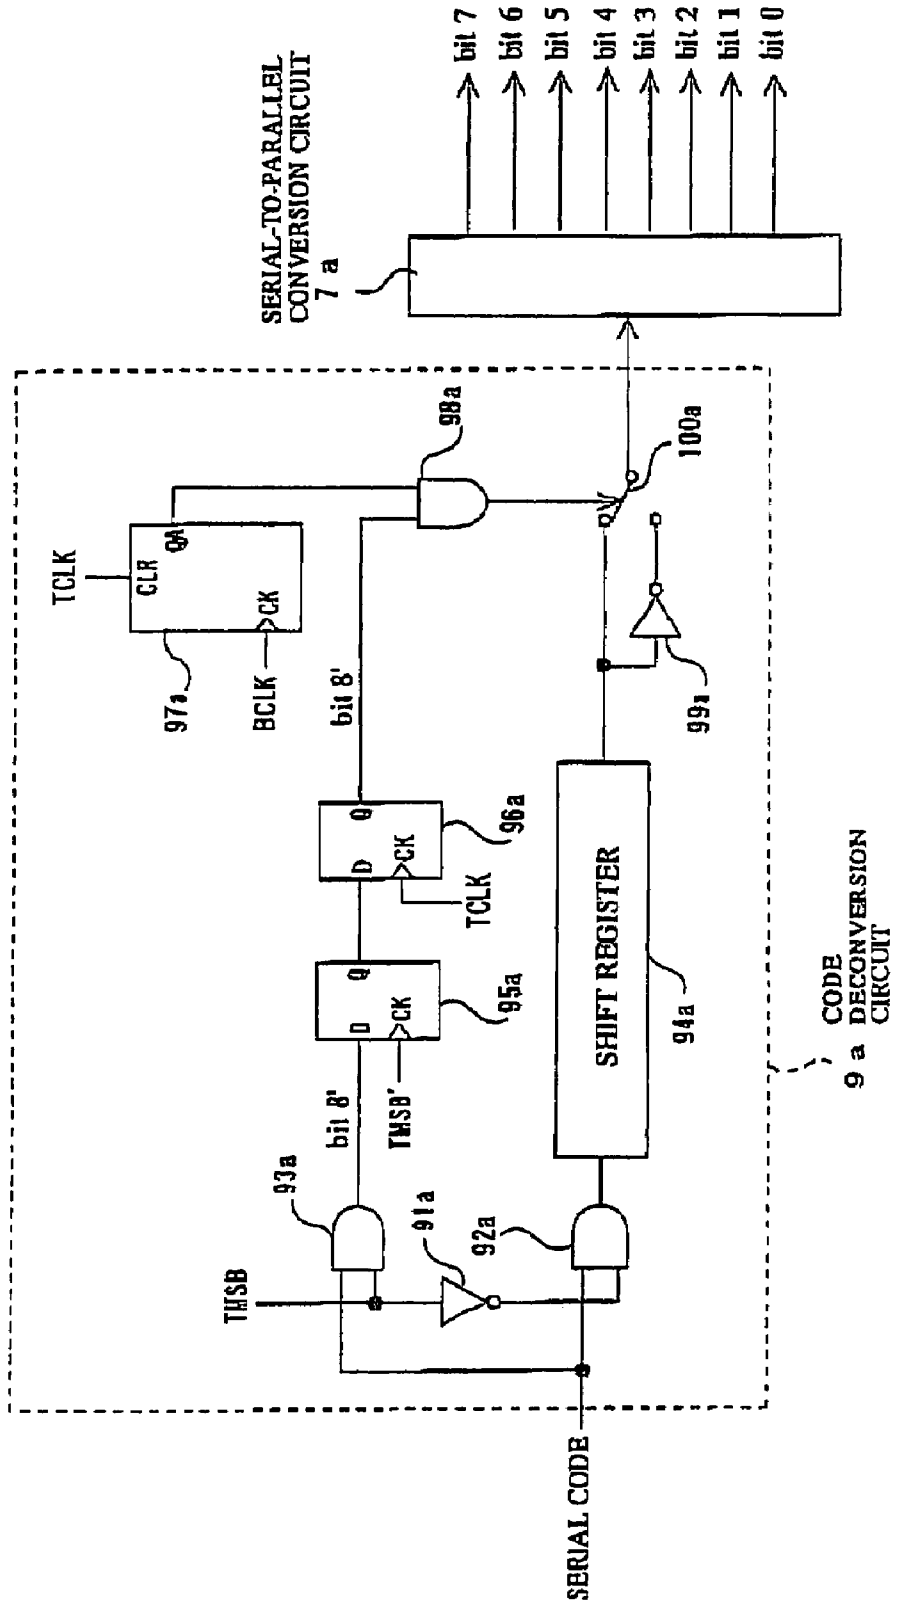 SERIAL-TO-PARALLEL
CONVERSION CIRCUIT
7 a
bit 7
bit 6
bit 5
bit 4
bit 3
bit 2
bit 1
bit 0
TCLK
CLR
QA
CK
97a
BCLK
98a
100a
bit 8'
99a
D
Q
CK
96a
TCLK
D
Q
CK
95a
TMSB'
bit 8'
SHIFT REGISTER
94a
93a
TMSB
91a
92a
SERIAL CODE
CODE
9 a DECONVERSION
CIRCUIT